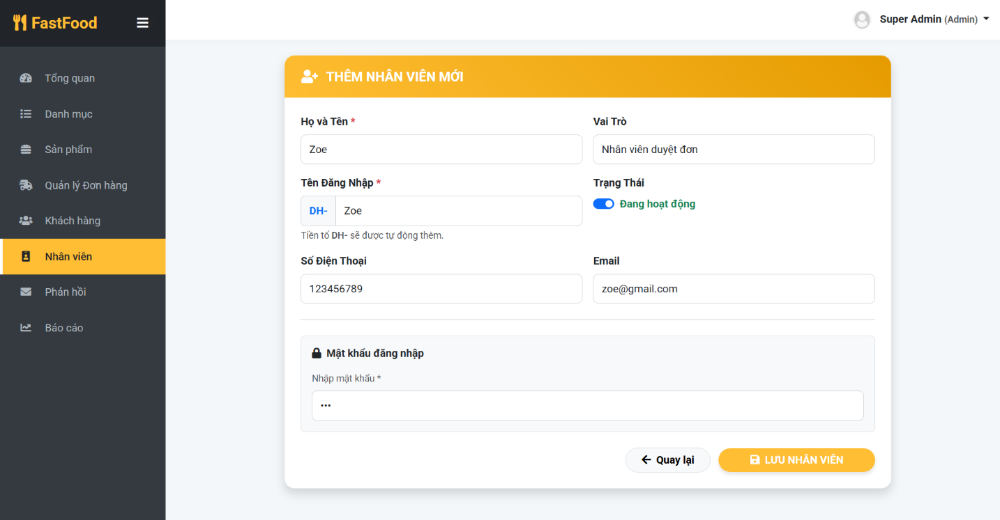 FastFood
Super Admin (Admin)
Tổng quan
Danh mục
Sản phẩm
Quản lý Đơn hàng
Khách hàng
Nhân viên
Phản hồi
Báo cáo
THÊM NHÂN VIÊN MỚI
Họ và Tên *
Zoe
Vai Trò
Nhân viên duyệt đơn
Tên Đăng Nhập *
DH- Zoe
Tiền tố DH- sẽ được tự động thêm.
Trạng Thái
Đang hoạt động
Số Điện Thoại
123456789
Email
zoe@gmail.com
Mật khẩu đăng nhập
Nhập mật khẩu *
•••
Quay lại
LƯU NHÂN VIÊN